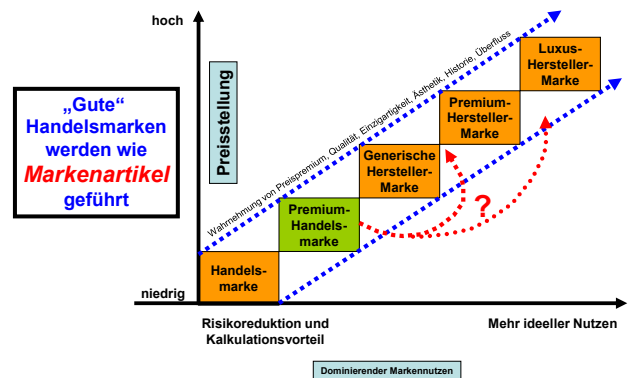 hoch
Luxus-
Hersteller-
Marke
„Gute“
Handelsmarken
werden wie
Markenartikel
geführt
Preisstellung
Wahrnehmung von Preispremium, Qualität, Einzigartigkeit, Ästhetik, Historie, Überfluss
Premium-
Hersteller-
Marke
Generische
Hersteller-
Marke
Premium-
Handels-
marke
?
Handels-
marke
niedrig
Risikoreduktion und
Kalkulationsvorteil
Mehr ideeller Nutzen
Dominierender Markennutzen